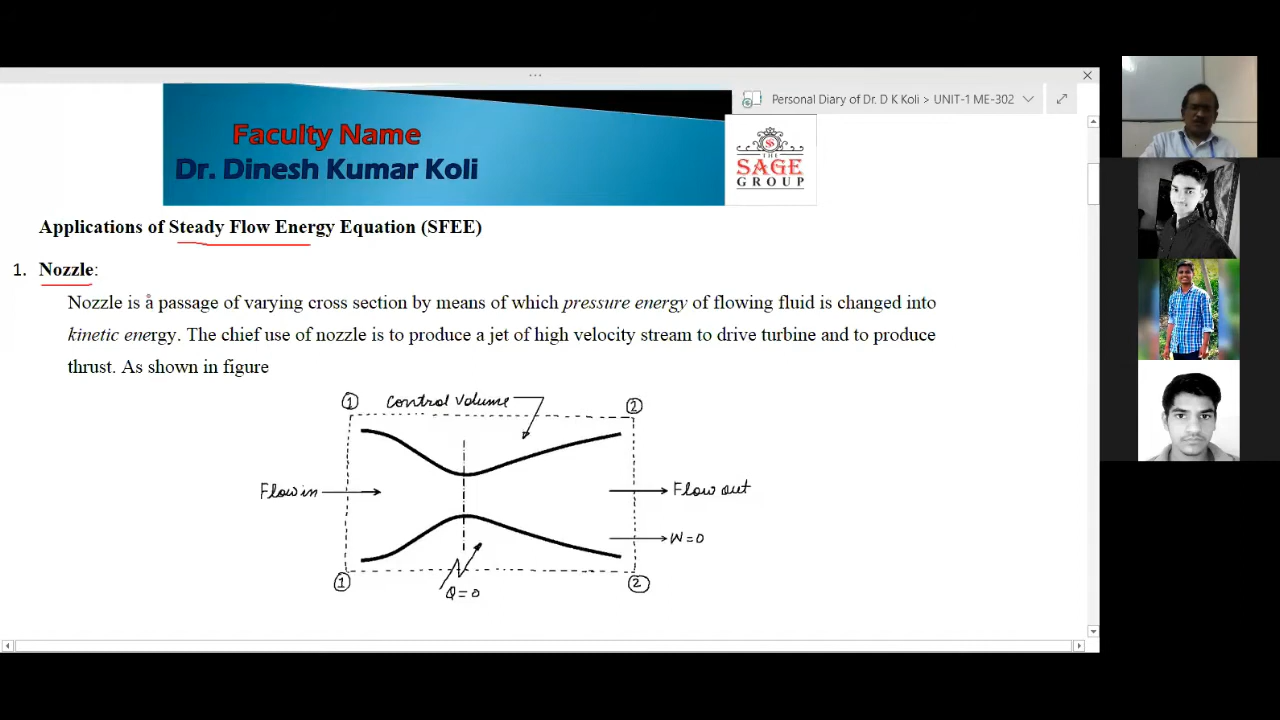 Personal Diary of Dr. D K Koli > UNIT-1 ME-302
Faculty Name
Dr. Dinesh Kumar Koli
THE
SAGE
GROUP
Applications of Steady Flow Energy Equation (SFEE)
1. Nozzle:
Nozzle is a passage of varying cross section by means of which pressure energy of flowing fluid is changed into
kinetic energy. The chief use of nozzle is to produce a jet of high velocity stream to drive turbine and to produce
thrust. As shown in figure
1 Control Volume 2
Flow in
Flow out
W=0
1 2
Q=0